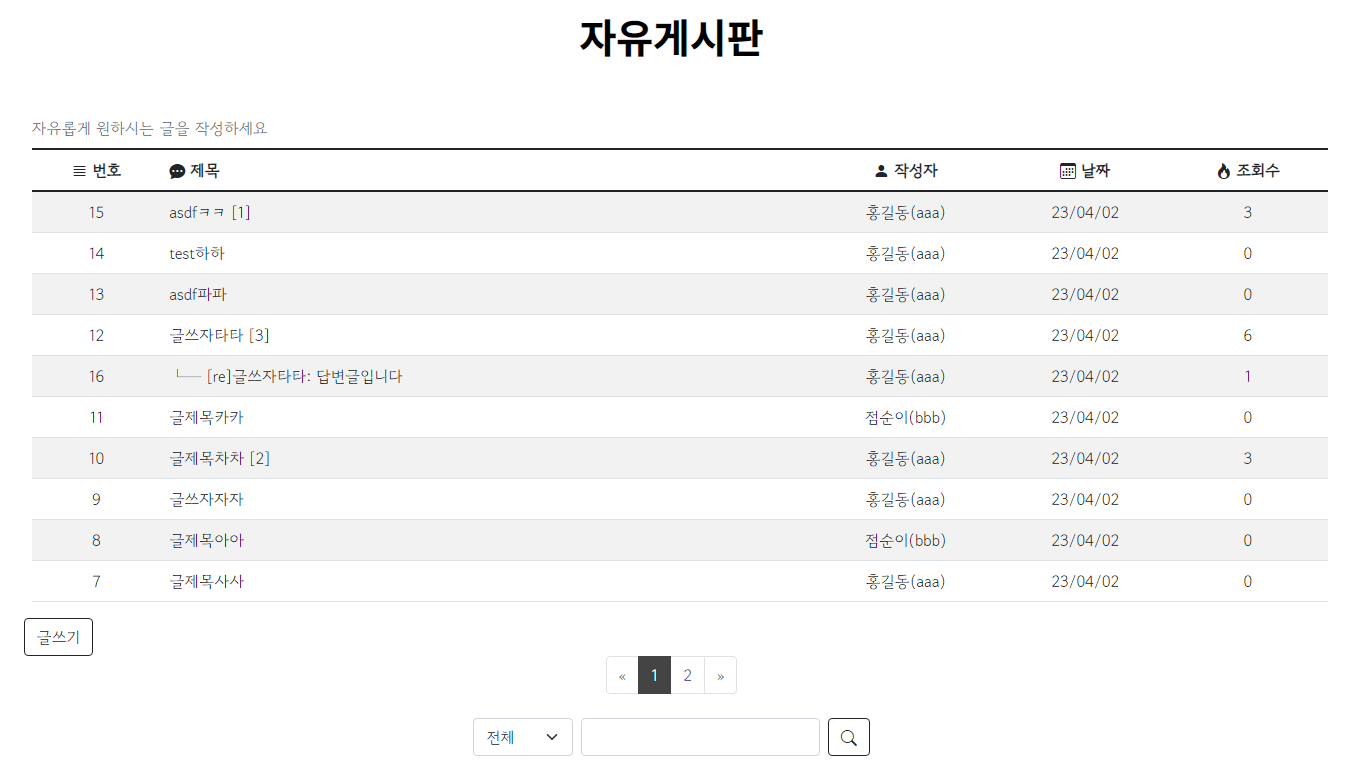 자유게시판
자유롭게 원하시는 글을 작성하세요
번호 제목 작성자 날짜 조회수
15 asdfㅋㅋ [1] 홍길동(aaa) 23/04/02 3
14 test하하 홍길동(aaa) 23/04/02 0
13 asdf파파 홍길동(aaa) 23/04/02 0
12 글쓰자타타 [3] 홍길동(aaa) 23/04/02 6
16 └─ [re]글쓰자타타: 답변글입니다 홍길동(aaa) 23/04/02 1
11 글제목카카 점순이(bbb) 23/04/02 0
10 글제목차차 [2] 홍길동(aaa) 23/04/02 3
9 글쓰자자자 홍길동(aaa) 23/04/02 0
8 글제목아아 점순이(bbb) 23/04/02 0
7 글제목사사 홍길동(aaa) 23/04/02 0
글쓰기
« 1 2 »
전체